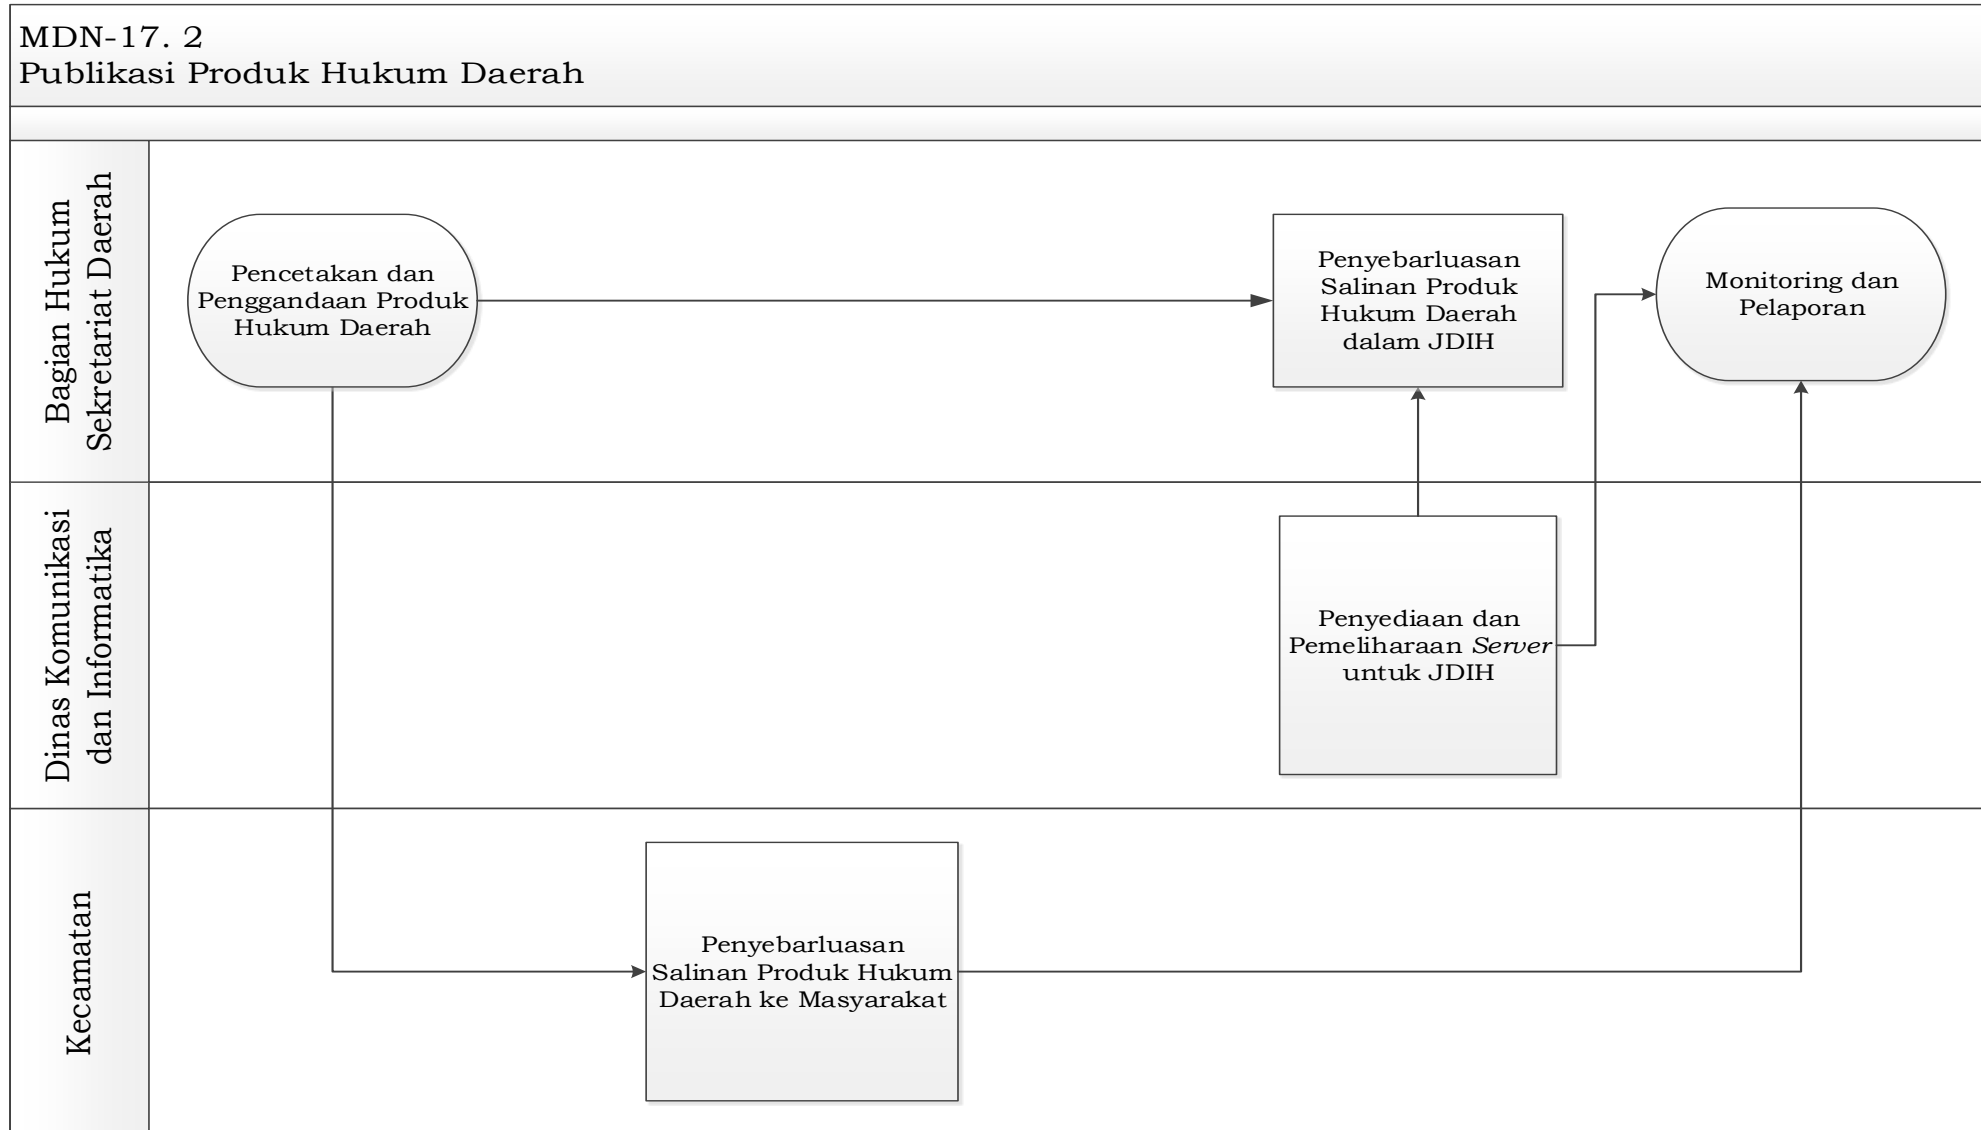 MDN-17. 2
Publikasi Produk Hukum Daerah
Bagian Hukum
Sekretariat Daerah
Pencetakan dan
Penggandaan Produk
Hukum Daerah
Penyebarluasan
Salinan Produk
Hukum Daerah
dalam JDIH
Monitoring dan
Pelaporan
Dinas Komunikasi
dan Informatika
Penyediaan dan
Pemeliharaan Server
untuk JDIH
Kecamatan
Penyebarluasan
Salinan Produk Hukum
Daerah ke Masyarakat